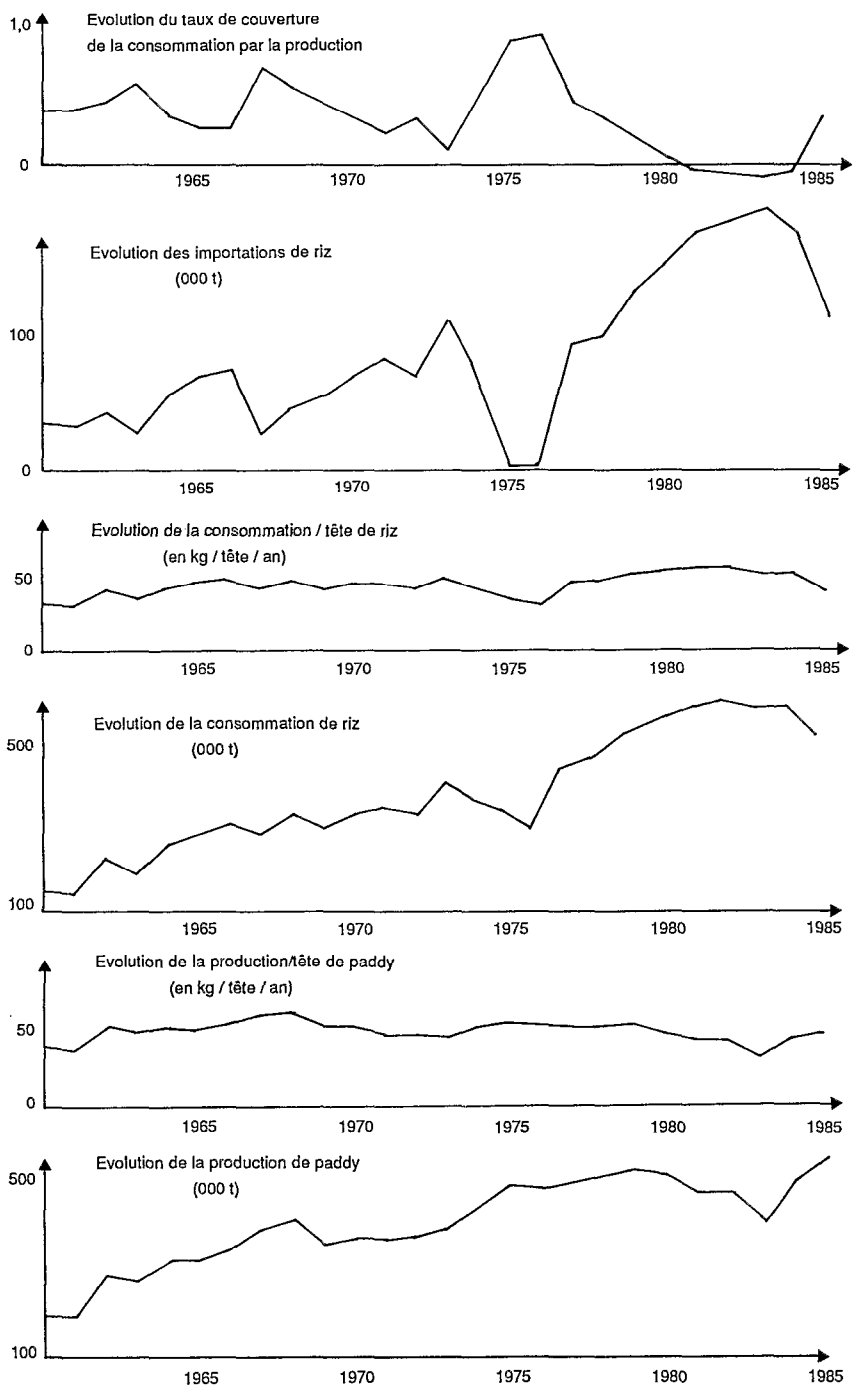 1,0
Evolution du taux de couverture
de la consommation par la production
0
1965 1970 1975 1980 1985
Evolution des importations de riz
(000 t)
100
0
1965 1970 1975 1980 1985
Evolution de la consommation / tête de riz
(en kg / tête / an)
50
0
1965 1970 1975 1980 1985
Evolution de la consommation de riz
(000 t)
500
100
1965 1970 1975 1980 1985
Evolution de la production/tête de paddy
(en kg / tête / an)
50
0
1965 1970 1975 1980 1985
Evolution de la production de paddy
(000 t)
500
100
1965 1970 1975 1980 1985